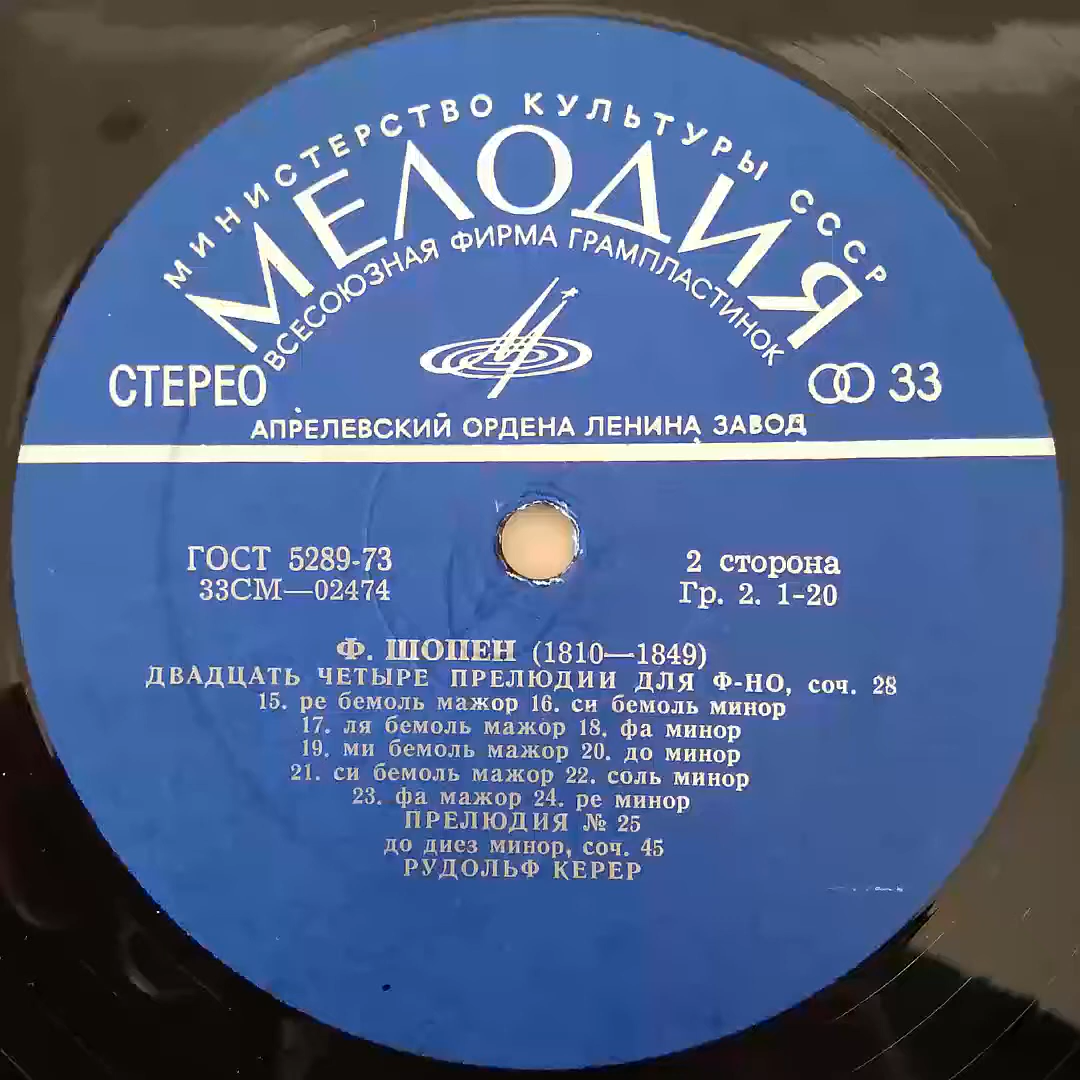 МИНИСТЕРСТВО КУЛЬТУРЫ СССР
МЕЛОДИЯ
ВСЕСОЮЗНАЯ ФИРМА ГРАМПЛАСТИНОК
СТЕРЕО
33
АПРЕЛЕВСКИЙ ОРДЕНА ЛЕНИНА ЗАВОД
ГОСТ 5289-73
33СМ—02474
2 сторона
Гр. 2. 1-20
Ф. ШОПЕН (1810—1849)
ДВАДЦАТЬ ЧЕТЫРЕ ПРЕЛЮДИИ ДЛЯ Ф-НО, соч. 28
15. ре бемоль мажор 16. си бемоль минор
17. ля бемоль мажор 18. фа минор
19. ми бемоль мажор 20. до минор
21. си бемоль мажор 22. соль минор
23. фа мажор 24. ре минор
ПРЕЛЮДИЯ № 25
до диез минор, соч. 45
РУДОЛЬФ КЕРЕР